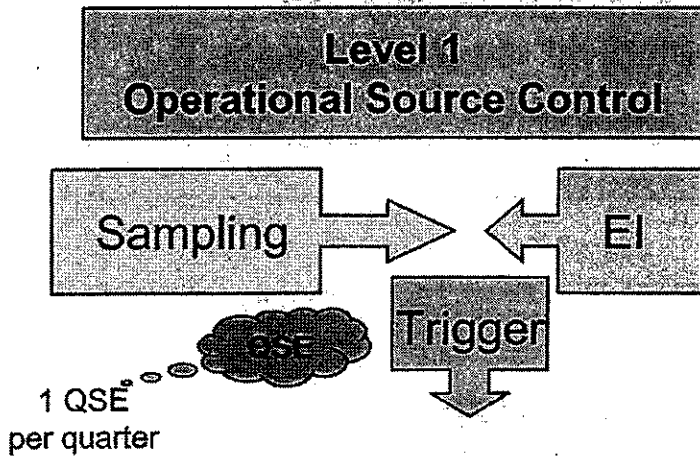 Level 1
Operational Source Control
Sampling
EI
Trigger
QSE
1 QSE
per quarter